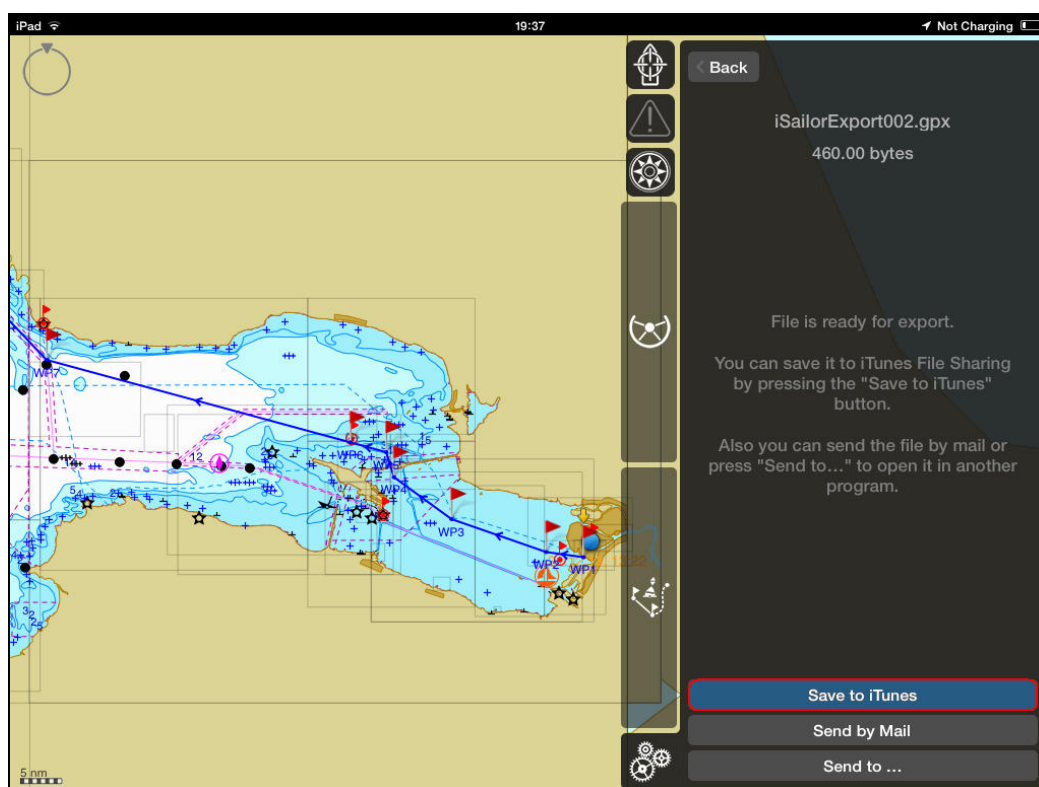 iPad 19:37 Not Charging
Back
iSailorExport002.gpx
460.00 bytes
File is ready for export.
You can save it to iTunes File Sharing
by pressing the "Save to iTunes"
button.
Also you can send the file by mail or
press "Send to..." to open it in another
program.
Save to iTunes
Send by Mail
Send to ...
WP7
12
15
WP6
WP5
WP4
WP3
WP2
WP1
5 nm